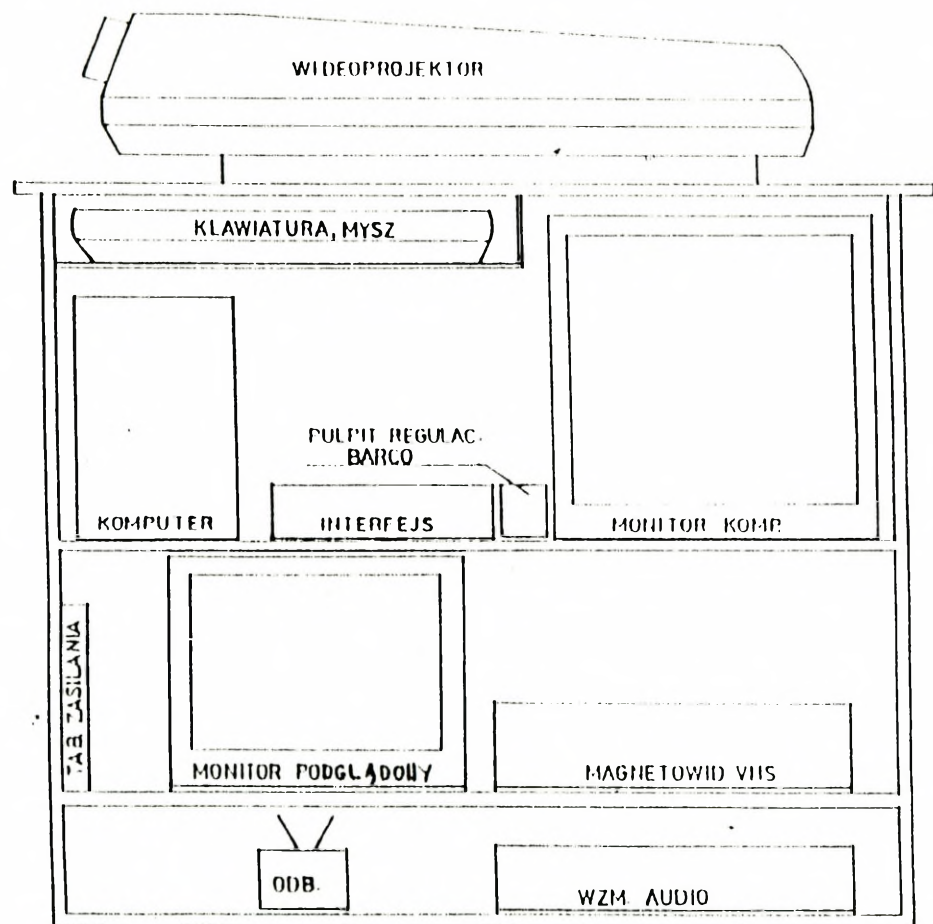 WIDEOPROJEKTOR
KLAWIATURA, MYSZ
PULPIT REGULAC.
BARCO
KOMPUTER
INTERFEJS
MONITOR KOMP.
TAB. ZASILANIA
MONITOR PODGLĄDOWY
MAGNETOWID VHS
ODB.
WZM. AUDIO